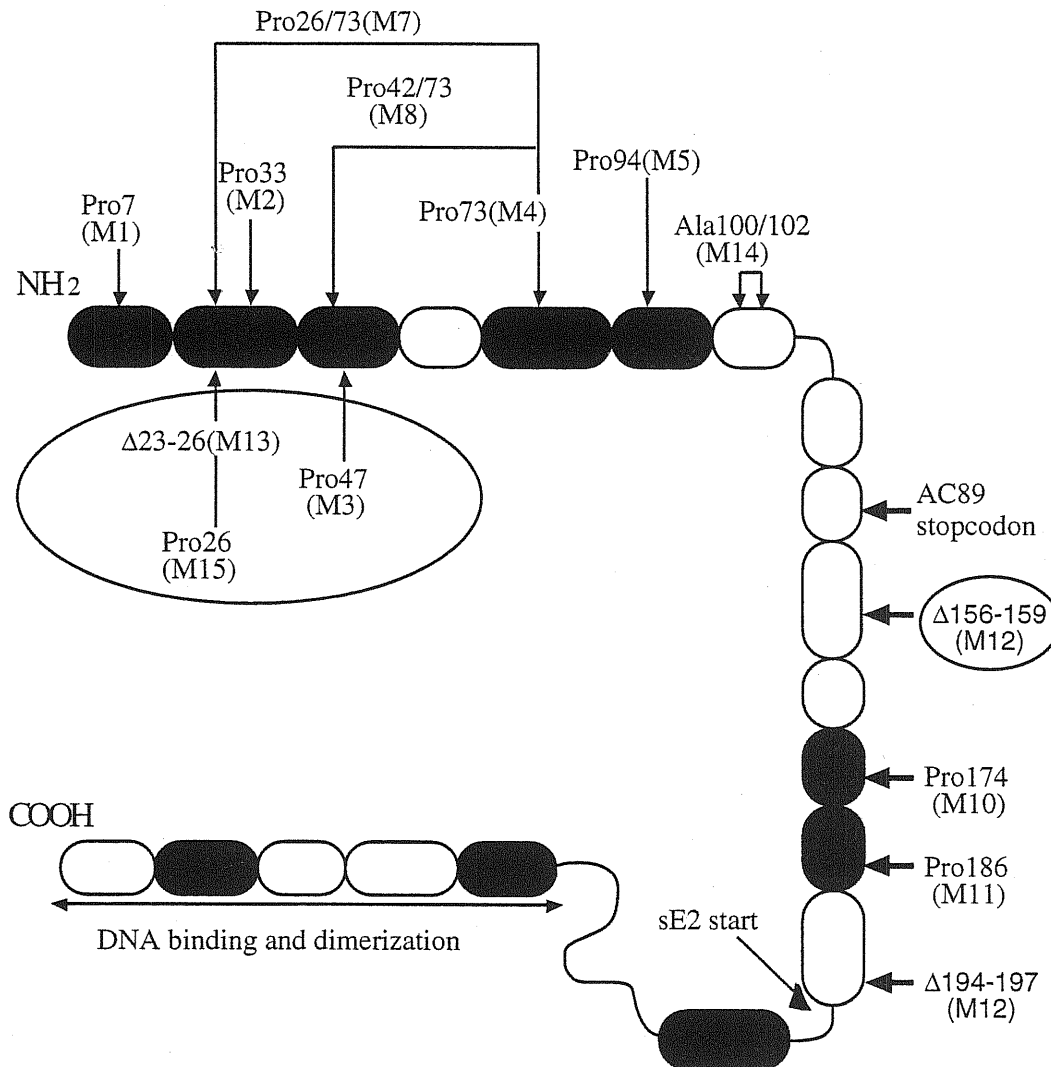 Pro26/73(M7)
Pro42/73
(M8)
Pro33
(M2)
Pro94(M5)
Pro7
(M1)
Pro73(M4)
Ala100/102
(M14)
NH2
Δ23-26(M13)
Pro47
(M3)
Pro26
(M15)
AC89
stopcodon
Δ156-159
(M12)
Pro174
(M10)
COOH
Pro186
(M11)
sE2 start
DNA binding and dimerization
Δ194-197
(M12)